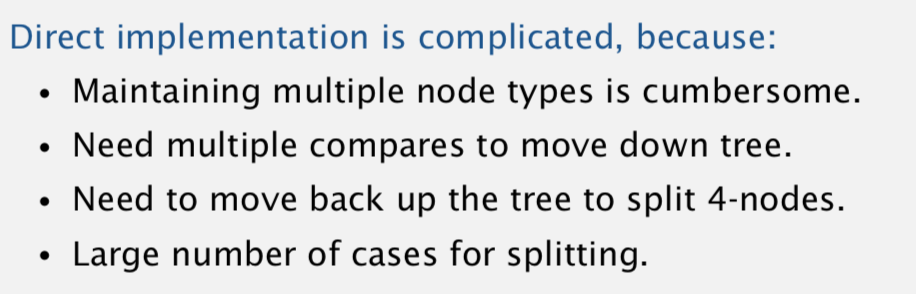 Direct implementation is complicated, because:
• Maintaining multiple node types is cumbersome.
• Need multiple compares to move down tree.
• Need to move back up the tree to split 4-nodes.
• Large number of cases for splitting.